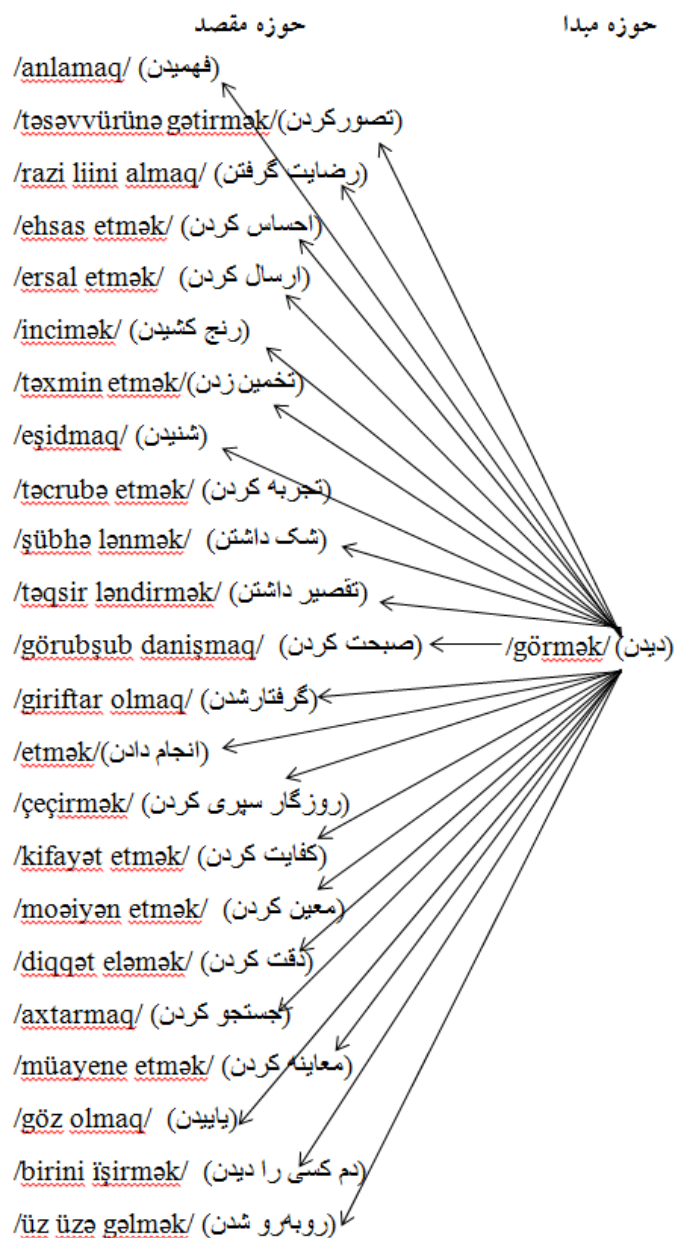 حوزه مبدا حوزه مقصد
/anlamaq/ (فهمیدن)
/təsəvvürünə gətirmək/(تصورکردن)
/razi liini almaq/ (رضایت گرفتن)
/ehsas etmək/ (احساس کردن)
/ersal etmək/ (ارسال کردن)
/incimək/ (رنج کشیدن)
/təxmin etmək/(تخمین زدن)
/eşidmaq/ (شنیدن)
/təcrubə etmək/ (تجربه کردن)
/şübhə lənmək/ (شک داشتن)
/təqsir ləndirmək/ (تقصیر داشتن)
/görubşub danişmaq/ (صبحت کردن) /görmək/ (دیدن)
/giriftar olmaq/ (گرفتارشدن)
/etmək/(انجام دادن)
/çeçirmək/ (روزگار سپری کردن)
/kifayət etmək/ (کفایت کردن)
/moəiyən etmək/ (معین کردن)
/diqqət eləmək/ (دقت کردن)
/axtarmaq/ (جستجو کردن)
/müayene etmək/ (معاینه کردن)
/göz olmaq/ (پاییدن)
/birini ïşirmək/ (دم کسی را دیدن)
/üz üzə gəlmək/ (روبه‌رو شدن)